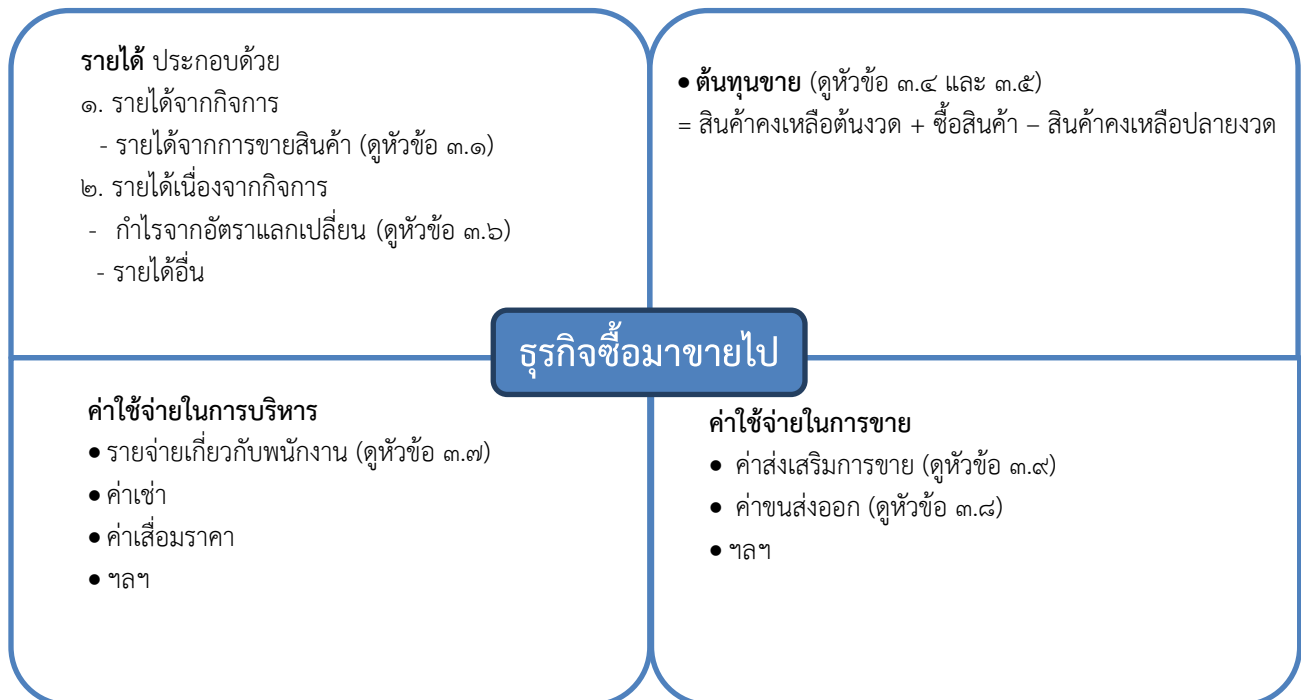 รายได้ ประกอบด้วย
๑. รายได้จากกิจการ
- รายได้จากการขายสินค้า (ดูหัวข้อ ๓.๑)
๒. รายได้เนื่องจากกิจการ
- กำไรจากอัตราแลกเปลี่ยน (ดูหัวข้อ ๓.๖)
- รายได้อื่น
• ต้นทุนขาย (ดูหัวข้อ ๓.๔ และ ๓.๕)
= สินค้าคงเหลือต้นงวด + ซื้อสินค้า – สินค้าคงเหลือปลายงวด
ธุรกิจซื้อมาขายไป
ค่าใช้จ่ายในการบริหาร
• รายจ่ายเกี่ยวกับพนักงาน (ดูหัวข้อ ๓.๗)
• ค่าเช่า
• ค่าเสื่อมราคา
• ฯลฯ
ค่าใช้จ่ายในการขาย
• ค่าส่งเสริมการขาย (ดูหัวข้อ ๓.๙)
• ค่าขนส่งออก (ดูหัวข้อ ๓.๘)
• ฯลฯ